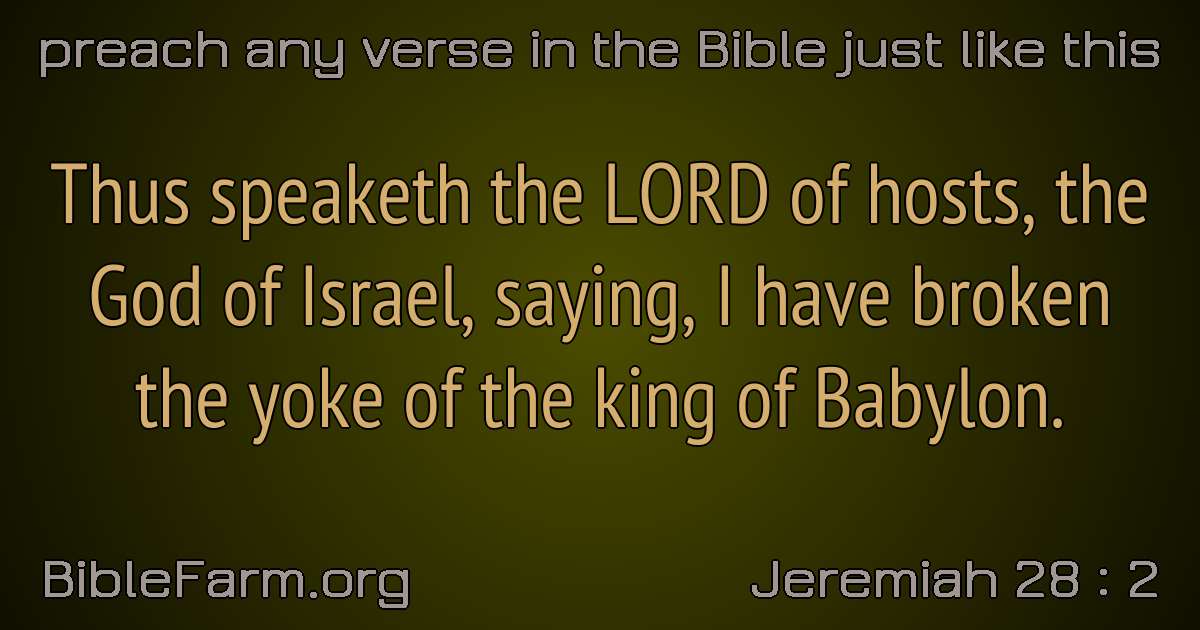 preach any verse in the Bible just like this
Thus speaketh the LORD of hosts, the
God of Israel, saying, I have broken
the yoke of the king of Babylon.
BibleFarm.org
Jeremiah 28 : 2